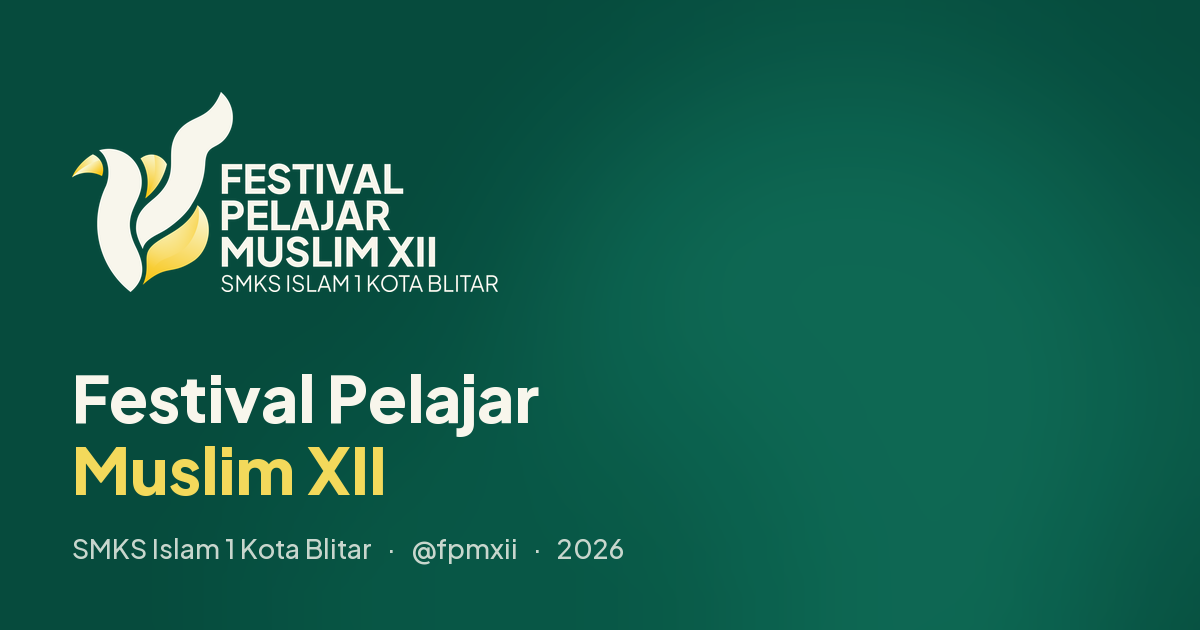 FESTIVAL
PELAJAR
MUSLIM XII
SMKS ISLAM 1 KOTA BLITAR
Festival Pelajar
Muslim XII
SMKS Islam 1 Kota Blitar · @fpmxii · 2026